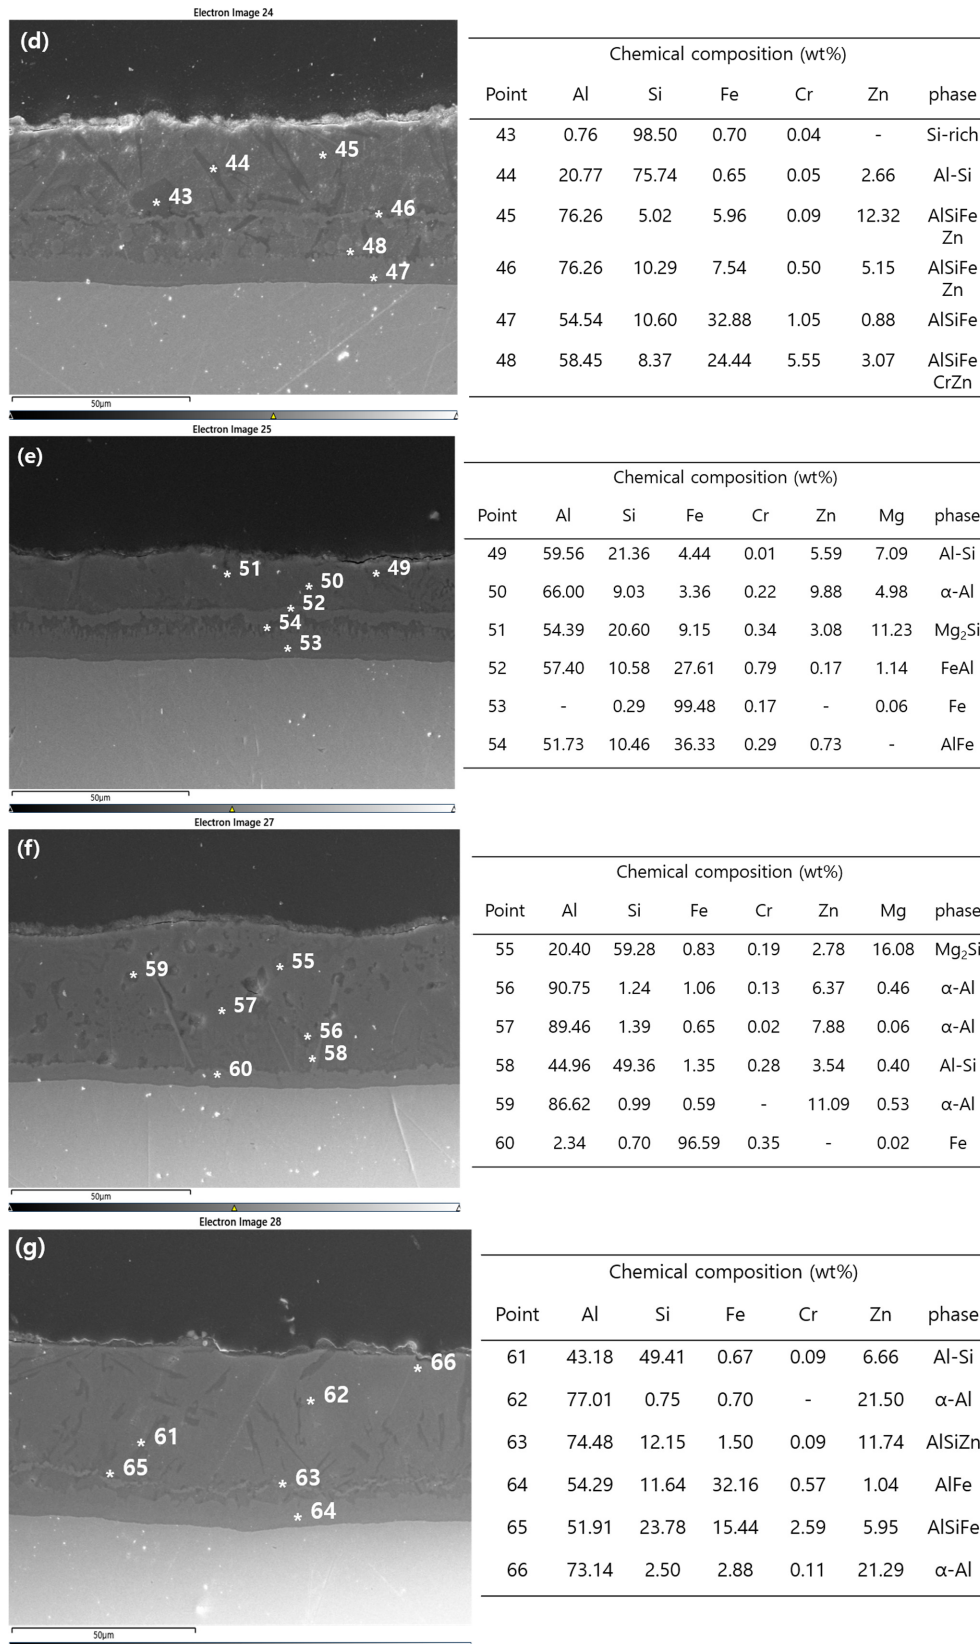 Electron Image 24
(d)
44
45
43
46
48
47
50μm
Chemical composition (wt%)
Point Al Si Fe Cr Zn phase
43 0.76 98.50 0.70 0.04 - Si-rich
44 20.77 75.74 0.65 0.05 2.66 Al-Si
45 76.26 5.02 5.96 0.09 12.32 AlSiFe
Zn
46 76.26 10.29 7.54 0.50 5.15 AlSiFe
Zn
47 54.54 10.60 32.88 1.05 0.88 AlSiFe
48 58.45 8.37 24.44 5.55 3.07 AlSiFe
CrZn
Electron Image 25
(e)
51
50
49
52
54
53
50μm
Chemical composition (wt%)
Point Al Si Fe Cr Zn Mg phase
49 59.56 21.36 4.44 0.01 5.59 7.09 Al-Si
50 66.00 9.03 3.36 0.22 9.88 4.98 α-Al
51 54.39 20.60 9.15 0.34 3.08 11.23 Mg₂Si
52 57.40 10.58 27.61 0.79 0.17 1.14 FeAl
53 - 0.29 99.48 0.17 - 0.06 Fe
54 51.73 10.46 36.33 0.29 0.73 - AlFe
Electron Image 27
(f)
59
55
57
56
58
60
50μm
Chemical composition (wt%)
Point Al Si Fe Cr Zn Mg phase
55 20.40 59.28 0.83 0.19 2.78 16.08 Mg₂Si
56 90.75 1.24 1.06 0.13 6.37 0.46 α-Al
57 89.46 1.39 0.65 0.02 7.88 0.06 α-Al
58 44.96 49.36 1.35 0.28 3.54 0.40 Al-Si
59 86.62 0.99 0.59 - 11.09 0.53 α-Al
60 2.34 0.70 96.59 0.35 - 0.02 Fe
Electron Image 28
(g)
66
62
61
65
63
64
50μm
Chemical composition (wt%)
Point Al Si Fe Cr Zn phase
61 43.18 49.41 0.67 0.09 6.66 Al-Si
62 77.01 0.75 0.70 - 21.50 α-Al
63 74.48 12.15 1.50 0.09 11.74 AlSiZn
64 54.29 11.64 32.16 0.57 1.04 AlFe
65 51.91 23.78 15.44 2.59 5.95 AlSiFe
66 73.14 2.50 2.88 0.11 21.29 α-Al